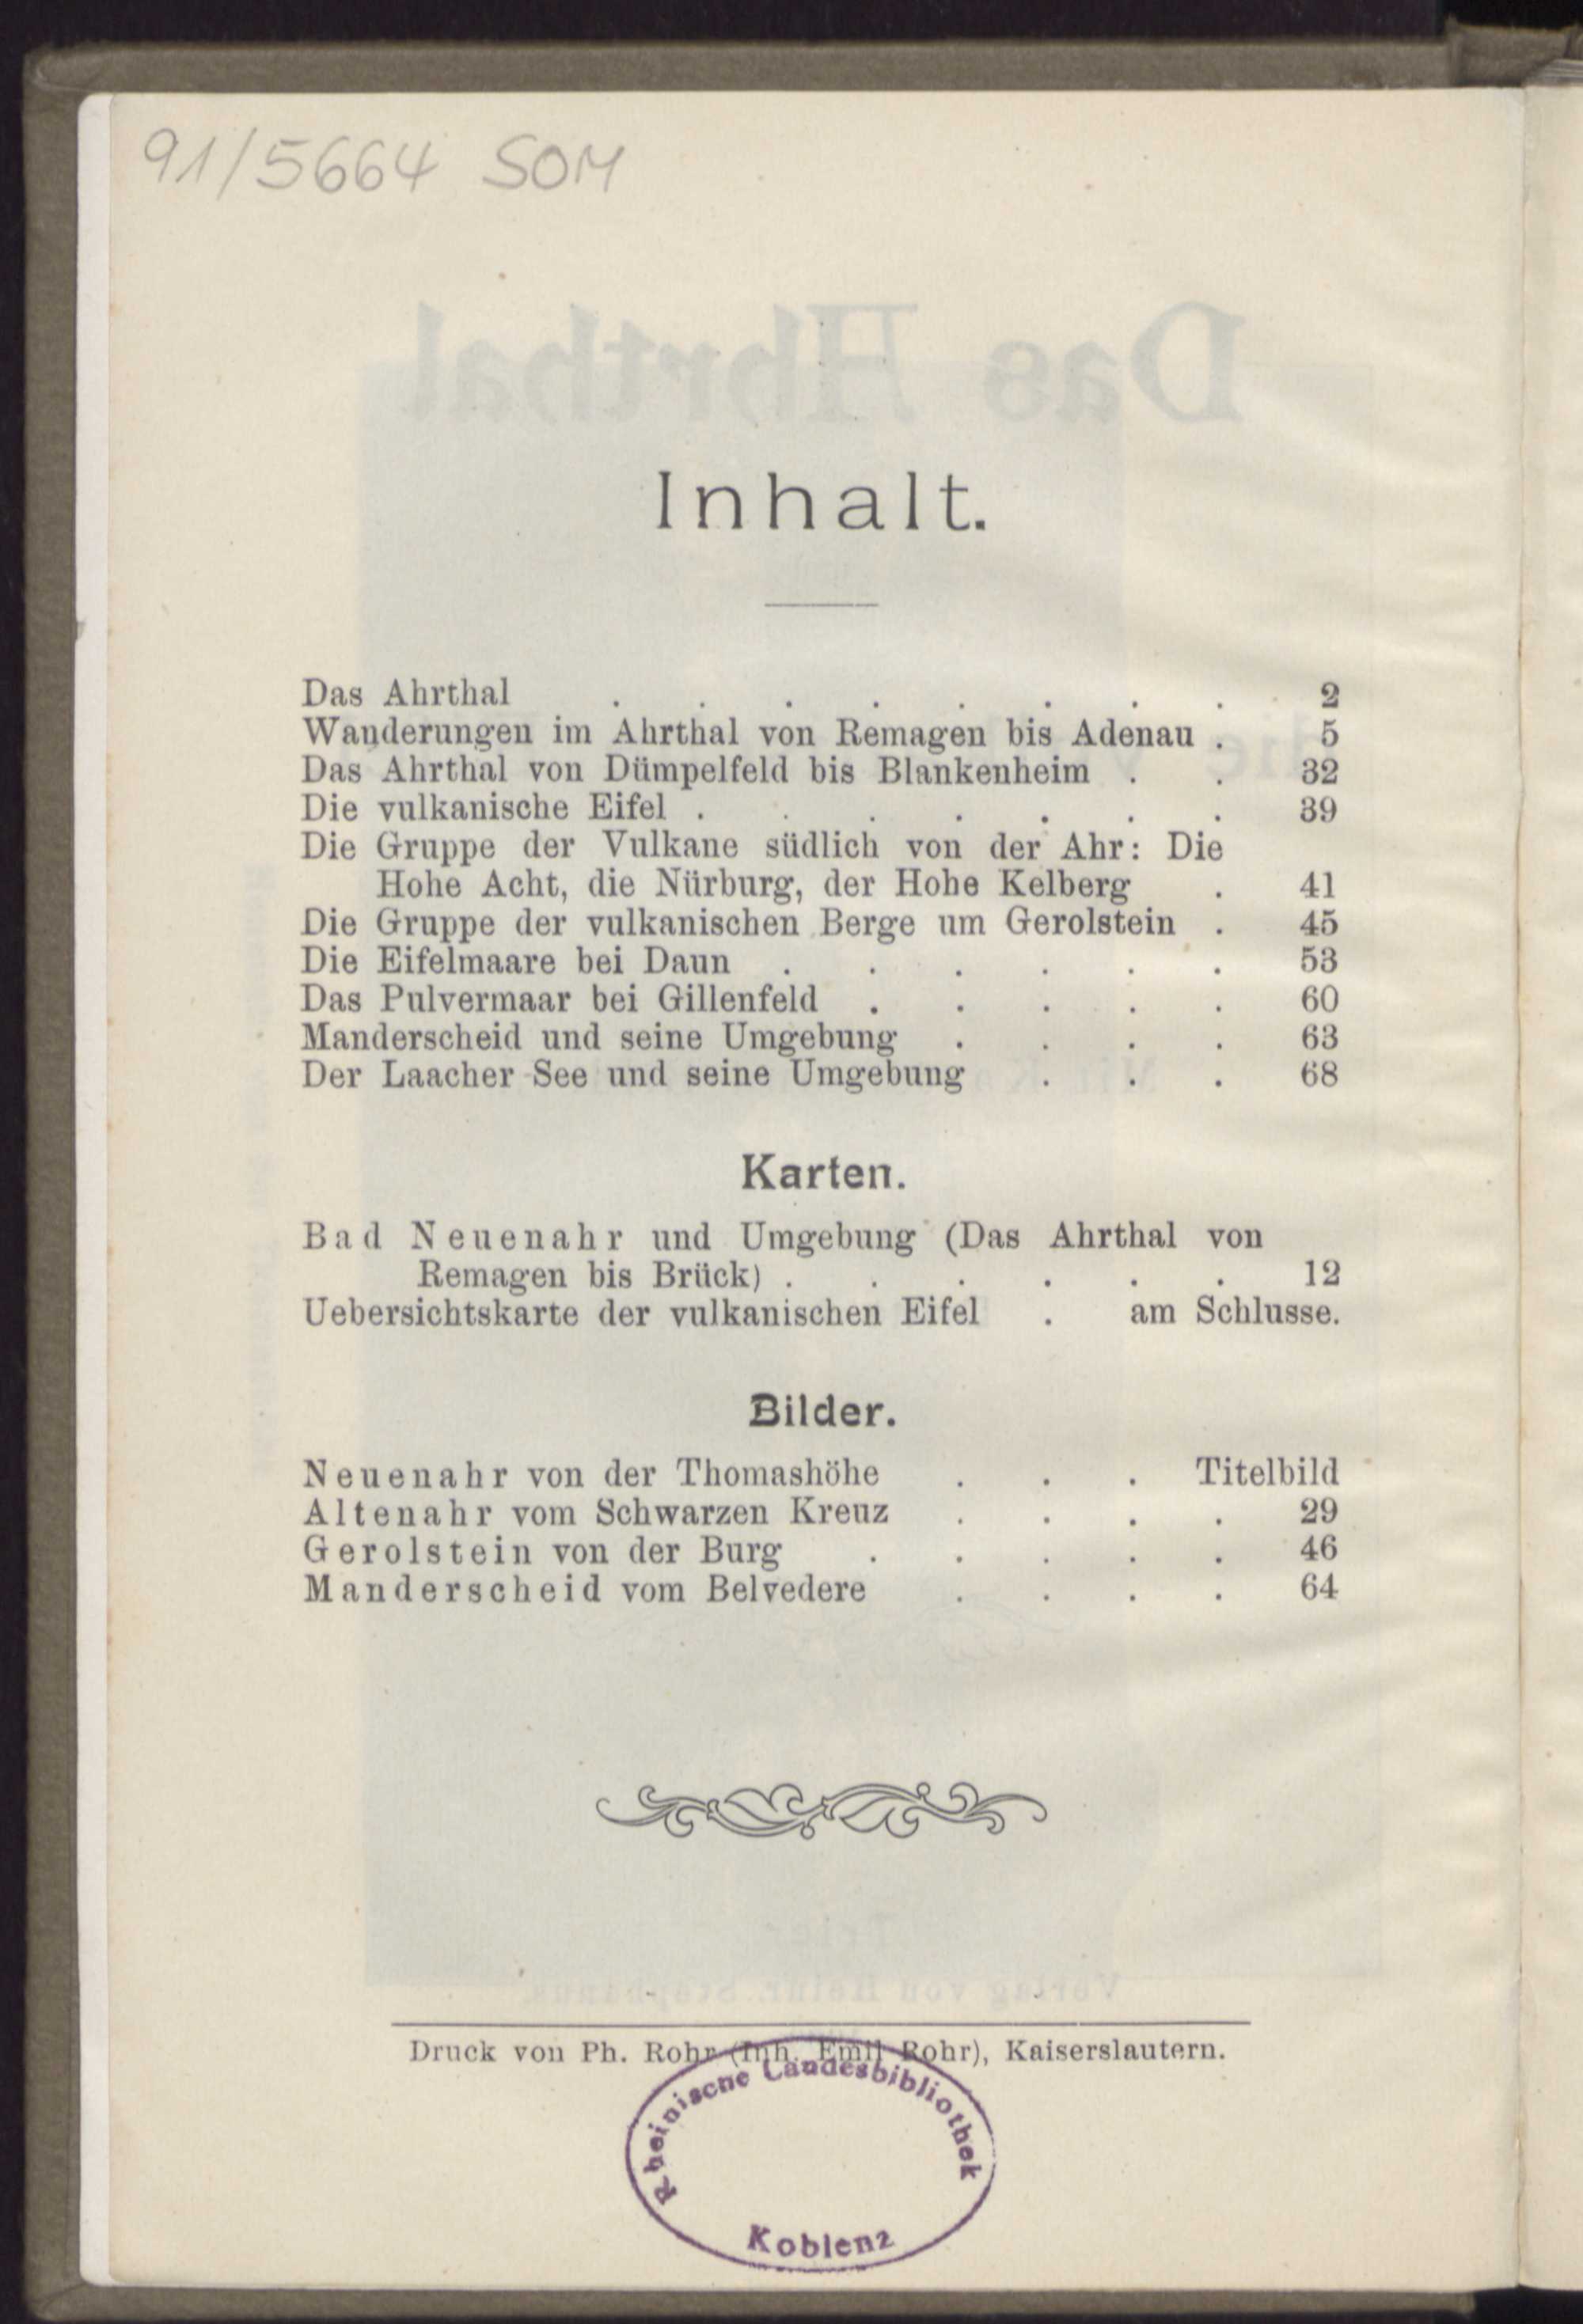 91/5664 SOM
Inhalt.
Das Ahrthal . . . . . . . . 2
Wanderungen im Ahrthal von Remagen bis Adenau . 5
Das Ahrthal von Dümpelfeld bis Blankenheim . . 32
Die vulkanische Eifel . . . . . . . 39
Die Gruppe der Vulkane südlich von der Ahr: Die
Hohe Acht, die Nürburg, der Hohe Kelberg . 41
Die Gruppe der vulkanischen Berge um Gerolstein . 45
Die Eifelmaare bei Daun . . . . . . 53
Das Pulvermaar bei Gillenfeld . . . . . 60
Manderscheid und seine Umgebung . . . . 63
Der Laacher See und seine Umgebung . . . 68
Karten.
Bad Neuenahr und Umgebung (Das Ahrthal von
Remagen bis Brück) . . . . . . 12
Uebersichtskarte der vulkanischen Eifel . am Schlusse.
Bilder.
Neuenahr von der Thomashöhe . . . Titelbild
Altenahr vom Schwarzen Kreuz . . . . 29
Gerolstein von der Burg . . . . . 46
Manderscheid vom Belvedere . . . . 64
Druck von Ph. Rohr (Inh. Emil Rohr), Kaiserslautern.
Rheinische Landesbibliothek
Koblenz